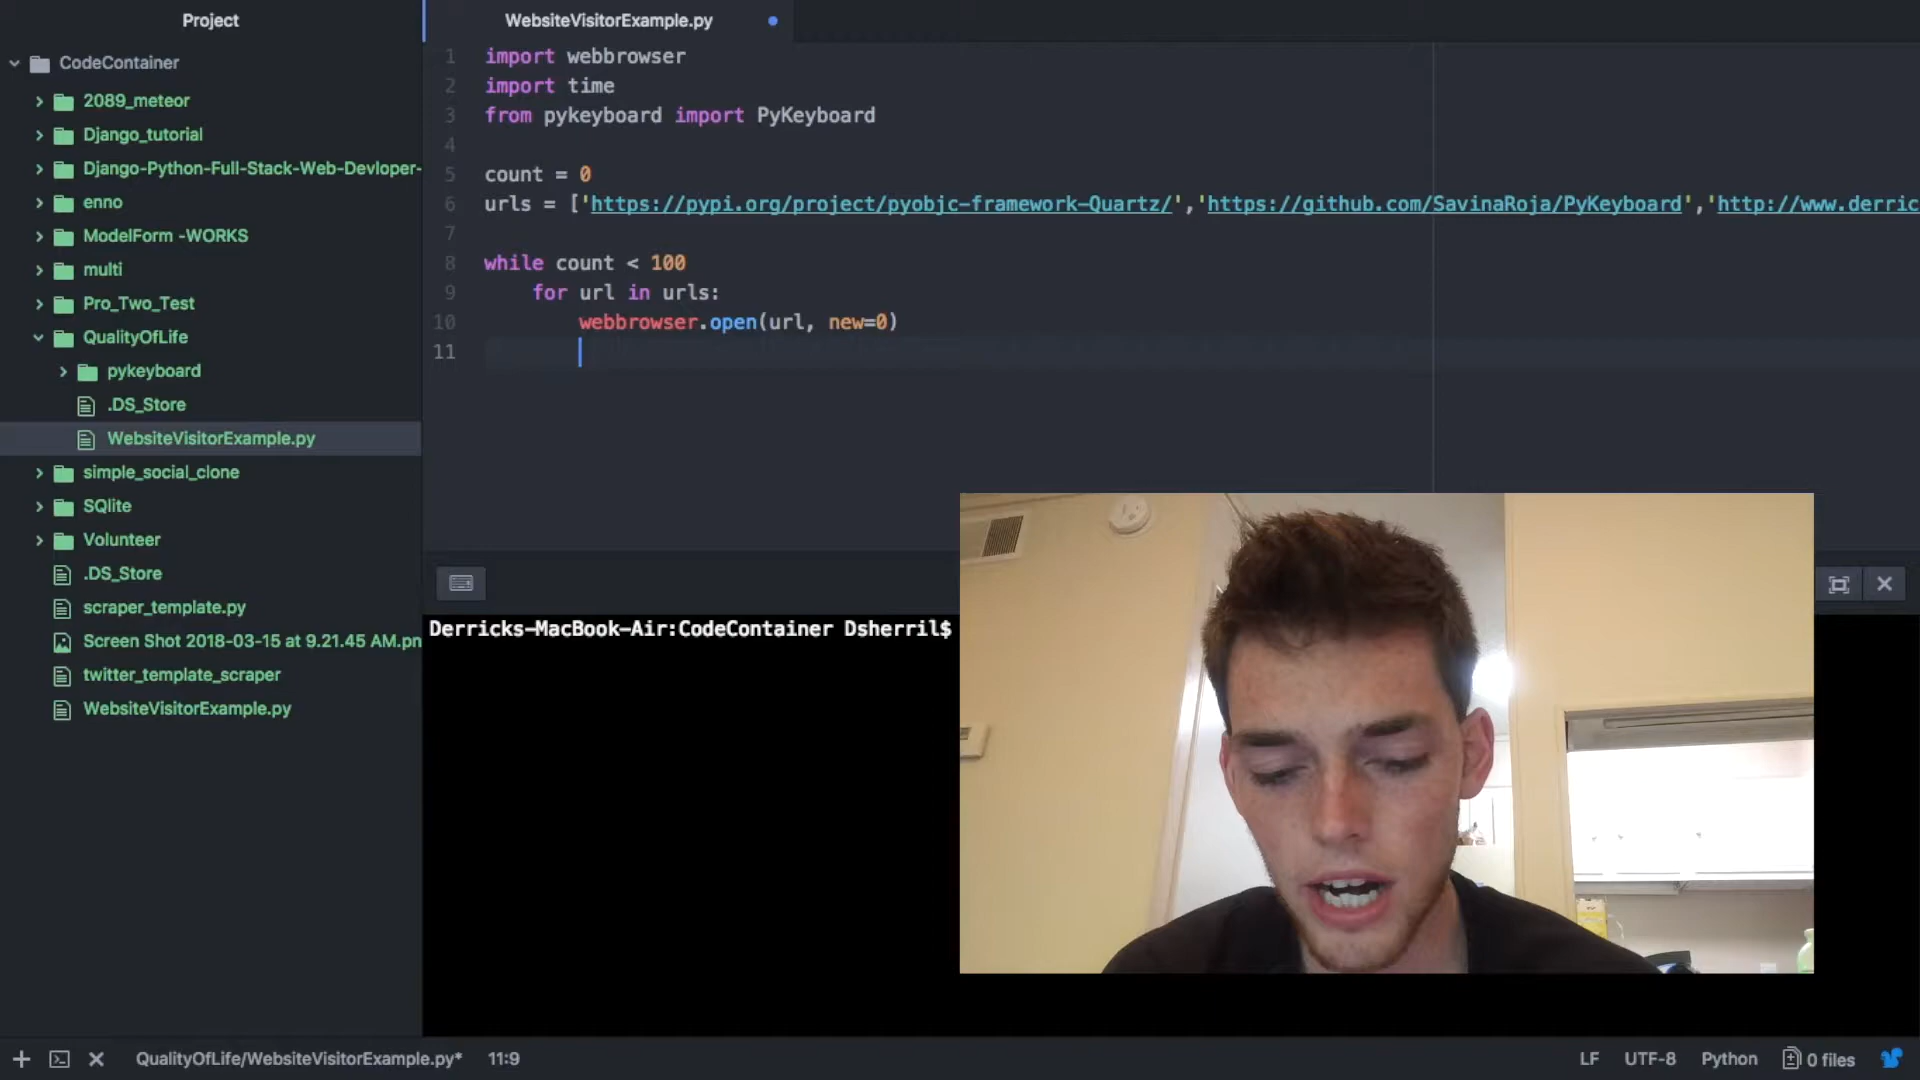 Project
WebsiteVisitorExample.py
CodeContainer
2089_meteor
Django_tutorial
Django-Python-Full-Stack-Web-Devloper-
enno
ModelForm -WORKS
multi
Pro_Two_Test
QualityOfLife
pykeyboard
.DS_Store
WebsiteVisitorExample.py
simple_social_clone
SQlite
Volunteer
.DS_Store
scraper_template.py
Screen Shot 2018-03-15 at 9.21.45 AM.pn
twitter_template_scraper
WebsiteVisitorExample.py
1 import webbrowser
2 import time
3 from pykeyboard import PyKeyboard
4
5 count = 0
6 urls = ['https://pypi.org/project/pyobjc-framework-Quartz/','https://github.com/SavinaRoja/PyKeyboard','http://www.derric
7
8 while count < 100
9 for url in urls:
10 webbrowser.open(url, new=0)
11
Derricks-MacBook-Air:CodeContainer Dsherril$
QualityOfLife/WebsiteVisitorExample.py* 11:9
LF UTF-8 Python 0 files